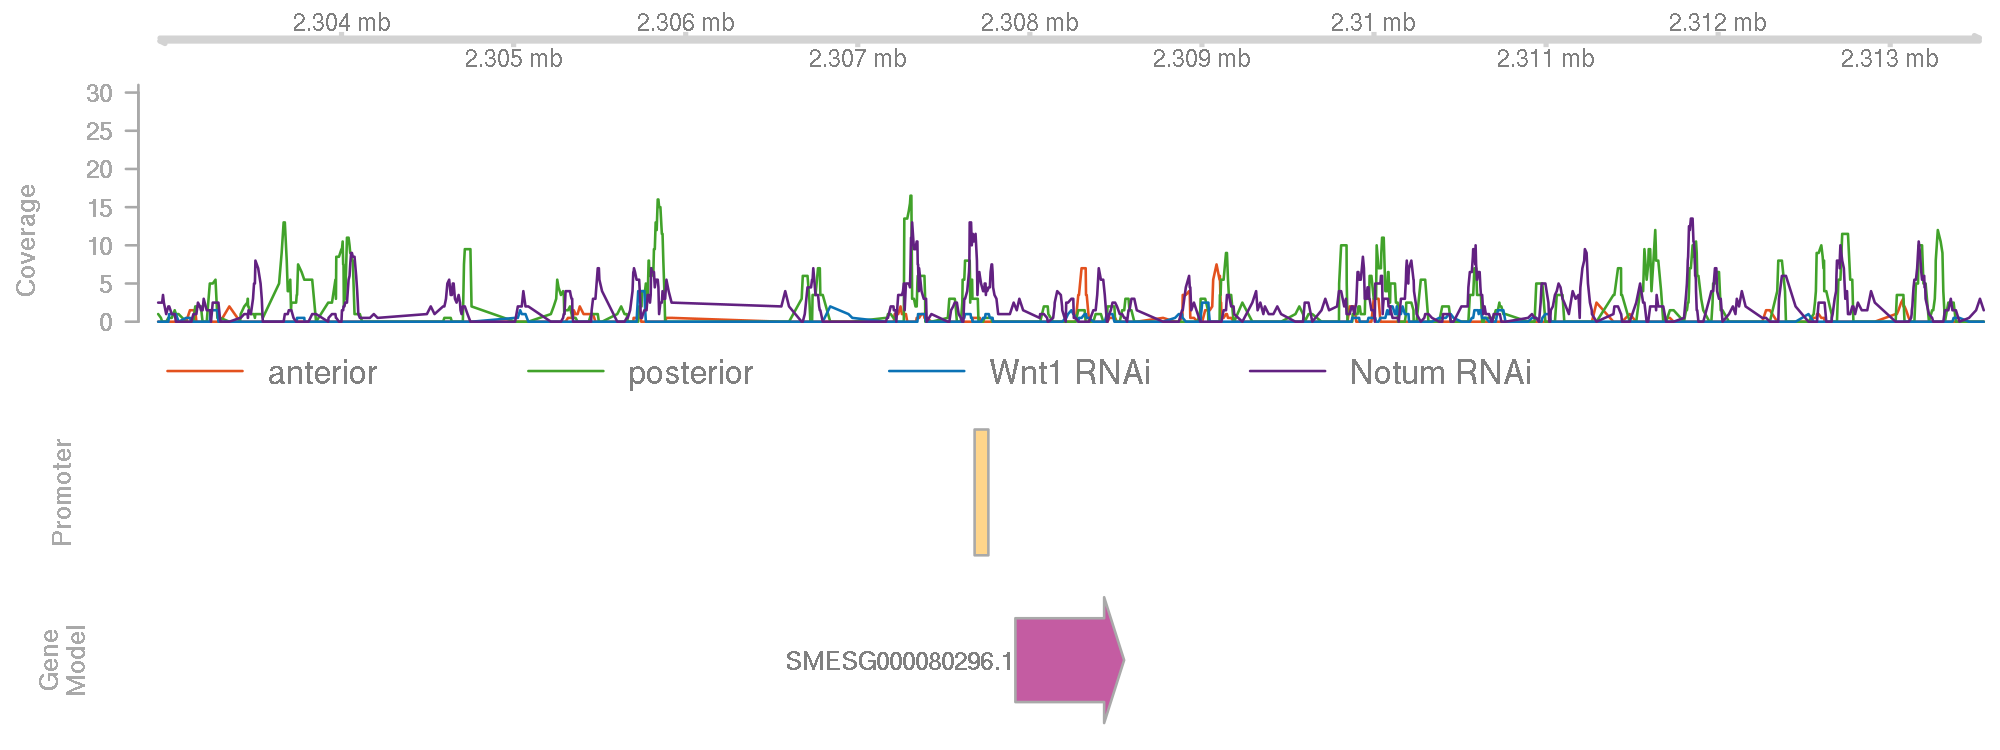 2.304 mb 2.306 mb 2.308 mb 2.31 mb 2.312 mb
2.305 mb 2.307 mb 2.309 mb 2.311 mb 2.313 mb
30
25
20
15
10
5
0
Coverage
anterior posterior Wnt1 RNAi Notum RNAi
Promoter
Gene
Model
SMESG000080296.1